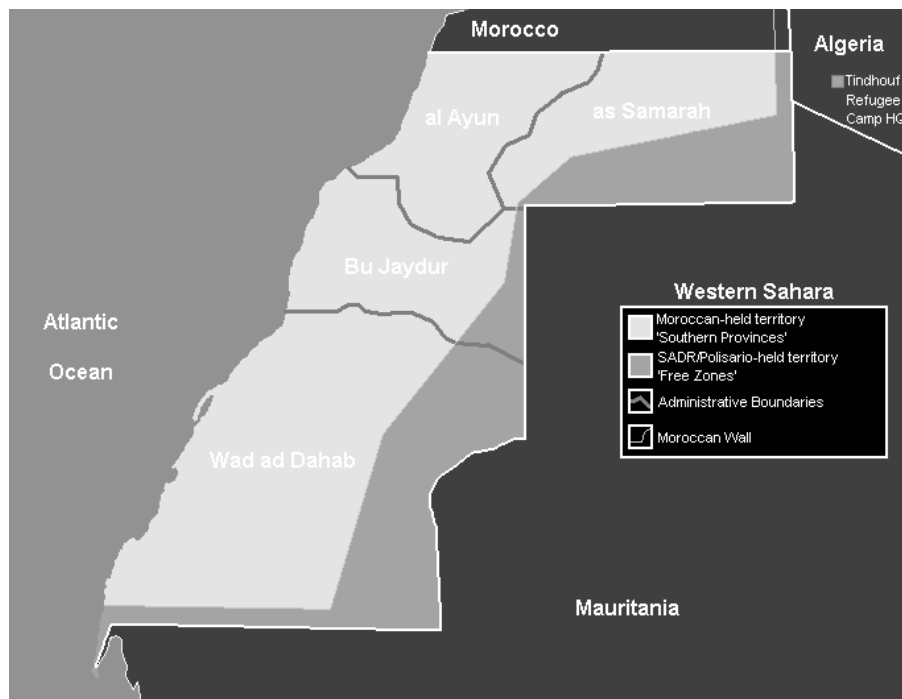 Morocco
Algeria
Tindhouf
Refugee
Camp HQ
al Ayun
as Samarah
Bu Jaydur
Atlantic
Ocean
Wad ad Dahab
Western Sahara
Moroccan-held territory
'Southern Provinces'
SADR/Polisario-held territory
'Free Zones'
Administrative Boundaries
Moroccan Wall
Mauritania